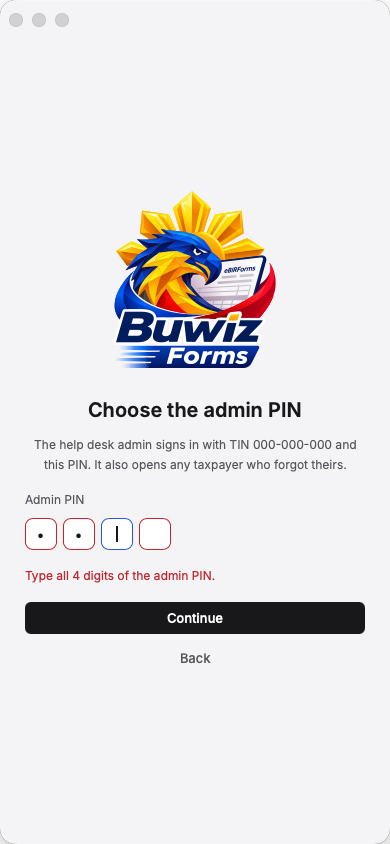 eBIRForms
Buwiz
Forms
Choose the admin PIN
The help desk admin signs in with TIN 000-000-000 and
this PIN. It also opens any taxpayer who forgot theirs.
Admin PIN
Type all 4 digits of the admin PIN.
Continue
Back